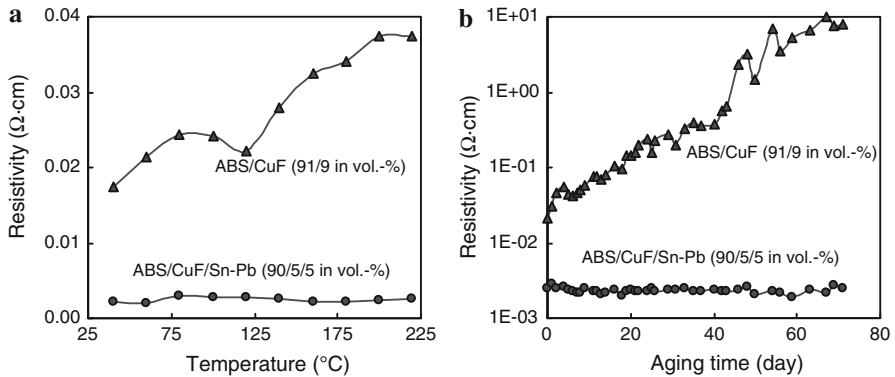 a
0.04
0.03
0.02
0.01
0.00
Resistivity (Ω·cm)
ABS/CuF (91/9 in vol.-%)
ABS/CuF/Sn-Pb (90/5/5 in vol.-%)
25 75 125 175 225
Temperature (°C)
b
1E+01
1E+00
1E-01
1E-02
1E-03
Resistivity (Ω·cm)
ABS/CuF (91/9 in vol.-%)
ABS/CuF/Sn-Pb (90/5/5 in vol.-%)
0 20 40 60 80
Aging time (day)